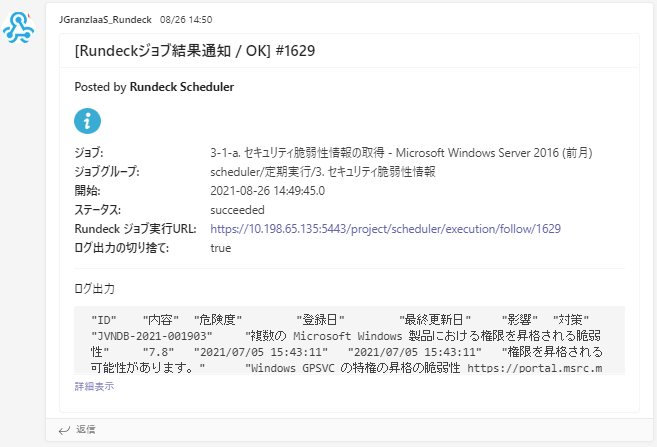 JGranzIaaS_Rundeck 08/26 14:50
[Rundeckジョブ結果通知 / OK] #1629
Posted by Rundeck Scheduler
ジョブ: 3-1-a. セキュリティ脆弱性情報の取得 - Microsoft Windows Server 2016 (前月)
ジョブグループ: scheduler/定期実行/3. セキュリティ脆弱性情報
開始: 2021-08-26 14:49:45.0
ステータス: succeeded
Rundeck ジョブ実行URL: https://10.198.65.135:5443/project/scheduler/execution/follow/1629
ログ出力の切り捨て: true
ログ出力
"ID" "内容" "危険度" "登録日" "最終更新日" "影響" "対策"
"JVNDB-2021-001903" "複数の Microsoft Windows 製品における権限を昇格される脆弱
性" "7.8" "2021/07/05 15:43:11" "2021/07/05 15:43:11" "権限を昇格される
可能性があります。" "Windows GPSVC の特権の昇格の脆弱性 https://portal.msrc.m
詳細表示
返信